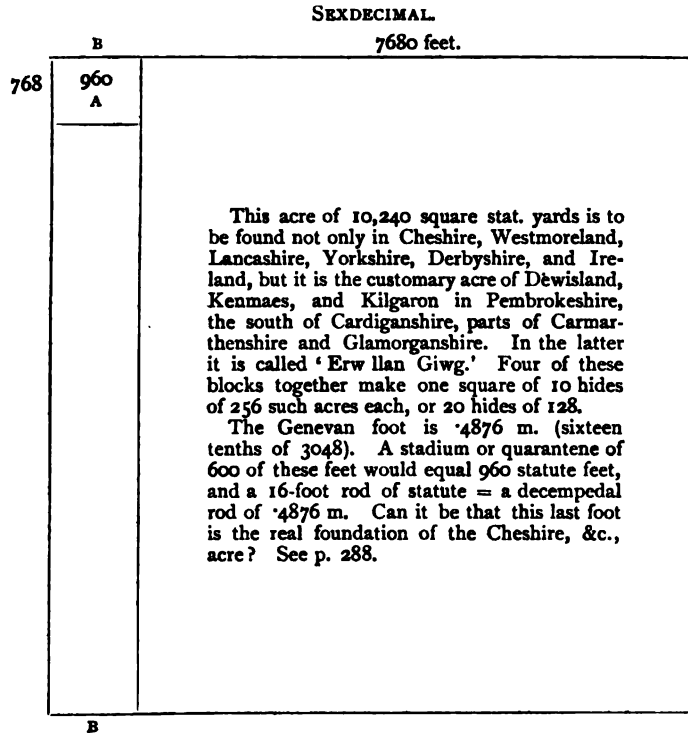 SEXDECIMAL.
B 7680 feet.
768 960
A
This acre of 10,240 square stat. yards is to
be found not only in Cheshire, Westmoreland,
Lancashire, Yorkshire, Derbyshire, and Ire-
land, but it is the customary acre of Dèwisland,
Kenmaes, and Kilgaron in Pembrokeshire,
the south of Cardiganshire, parts of Carmar-
thenshire and Glamorganshire. In the latter
it is called ‘Erw llan Giwg.’ Four of these
blocks together make one square of 10 hides
of 256 such acres each, or 20 hides of 128.
The Genevan foot is ·4876 m. (sixteen
tenths of 3048). A stadium or quarantene of
600 of these feet would equal 960 statute feet,
and a 16-foot rod of statute = a decempedal
rod of ·4876 m. Can it be that this last foot
is the real foundation of the Cheshire, &c.,
acre? See p. 288.
B